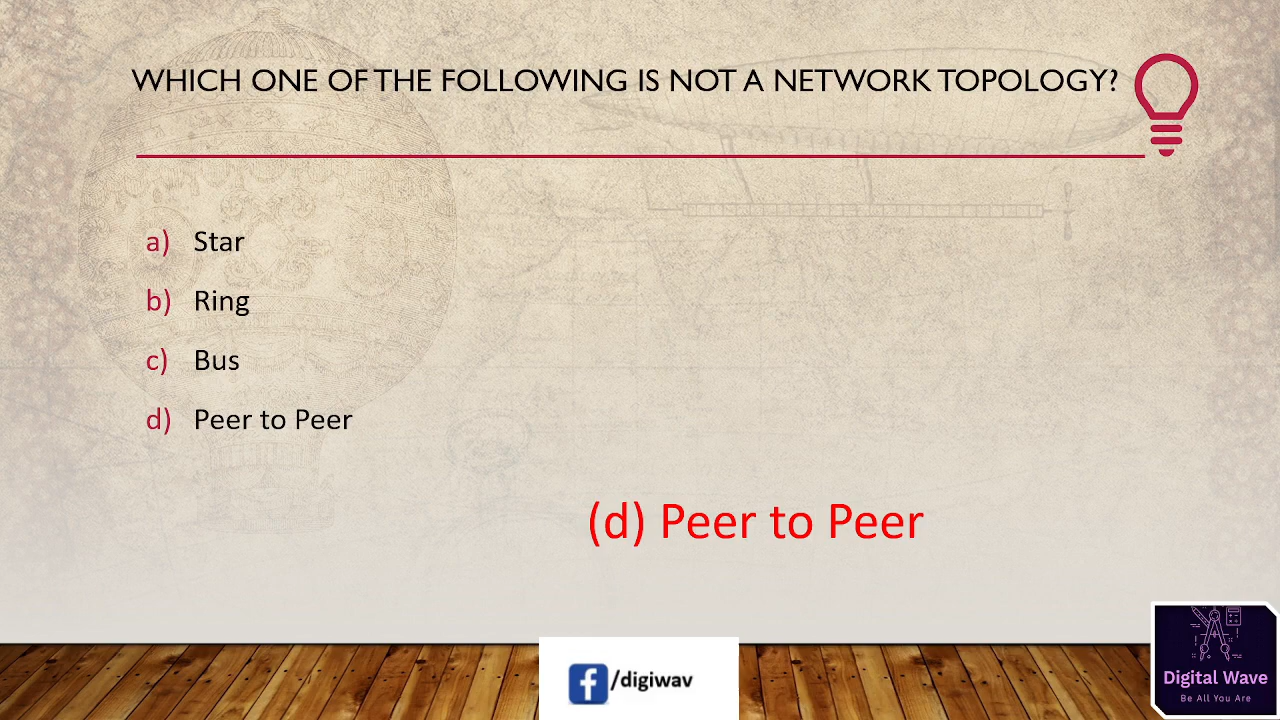 WHICH ONE OF THE FOLLOWING IS NOT A NETWORK TOPOLOGY?
a) Star
b) Ring
c) Bus
d) Peer to Peer
(d) Peer to Peer
/digiwav
Digital Wave
Be All You Are